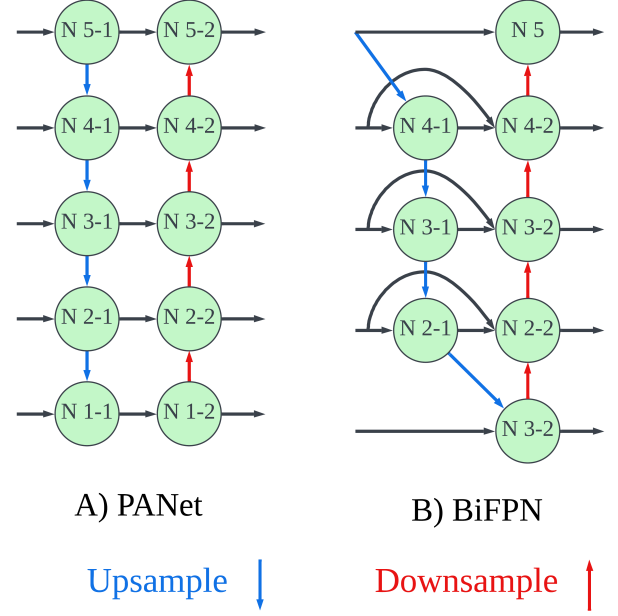 N 5-1 N 5-2 N 5
N 4-1 N 4-2 N 4-1 N 4-2
N 3-1 N 3-2 N 3-1 N 3-2
N 2-1 N 2-2 N 2-1 N 2-2
N 1-1 N 1-2 N 3-2
A) PANet B) BiFPN
Upsample Downsample